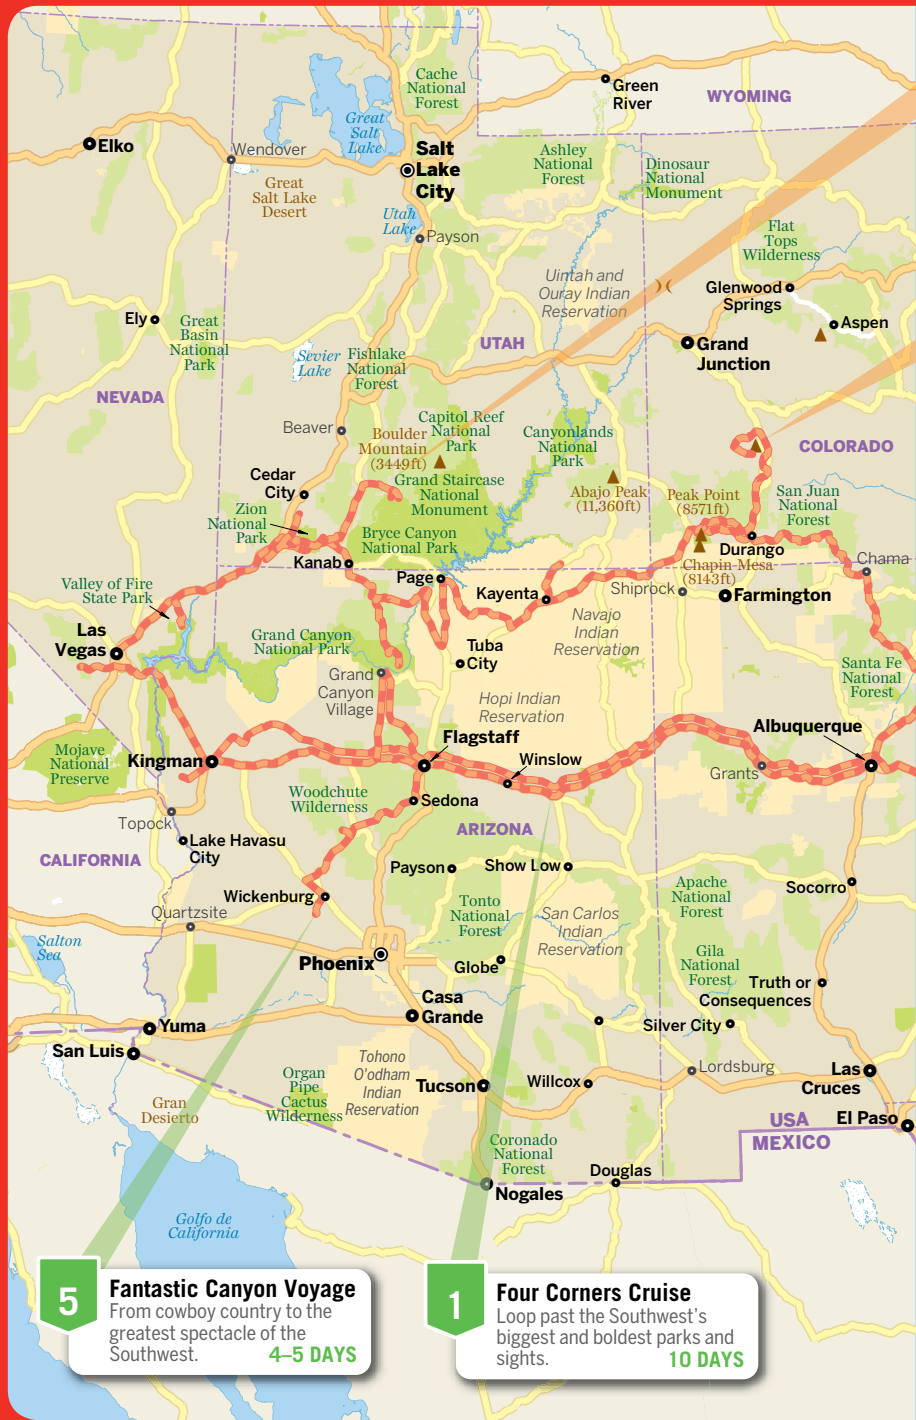 Cache
National
Forest
Green
River
WYOMING
Great
Salt
Lake
Elko
Wendover
Salt
Lake
City
Ashley
National
Forest
Dinosaur
National
Monument
Great
Salt Lake
Desert
Utah
Lake
Payson
Flat
Tops
Wilderness
Uintah and
Ouray Indian
Reservation
Glenwood
Springs
Ely
Great
Basin
National
Park
Aspen
UTAH
Grand
Junction
Sevier
Lake
Fishlake
National
Forest
NEVADA
Beaver
Boulder
Mountain
(3449ft)
Capitol Reef
National
Park
Canyonlands
National
Park
COLORADO
Cedar
City
Grand Staircase
National
Monument
Abajo Peak
(11,360ft)
Peak Point
(8571ft)
San Juan
National
Forest
Zion
National
Park
Bryce Canyon
National Park
Durango
Kanab
Page
Chapin Mesa
(8143ft)
Chama
Valley of Fire
State Park
Kayenta
Shiprock
Farmington
Navajo
Indian
Reservation
Las
Vegas
Grand Canyon
National Park
Tuba
City
Grand
Canyon
Village
Santa Fe
National
Forest
Hopi Indian
Reservation
Mojave
National
Preserve
Kingman
Flagstaff
Winslow
Albuquerque
Grants
Woodchute
Wilderness
Sedona
Topock
ARIZONA
Lake Havasu
City
CALIFORNIA
Payson
Show Low
Wickenburg
Apache
National
Forest
Socorro
Quartzsite
Tonto
National
Forest
San Carlos
Indian
Reservation
Salton
Sea
Phoenix
Globe
Gila
National
Forest
Truth or
Consequences
Casa
Grande
Yuma
Silver City
San Luis
Tohono
O'odham
Indian
Reservation
Organ
Pipe
Cactus
Wilderness
Tucson
Willcox
Lordsburg
Las
Cruces
Gran
Desierto
El Paso
USA
MEXICO
Coronado
National
Forest
Douglas
Nogales
Golfo de
California
5
Fantastic Canyon Voyage
From cowboy country to the
greatest spectacle of the
Southwest. 4–5 DAYS
1
Four Corners Cruise
Loop past the Southwest's
biggest and boldest parks and
sights. 10 DAYS